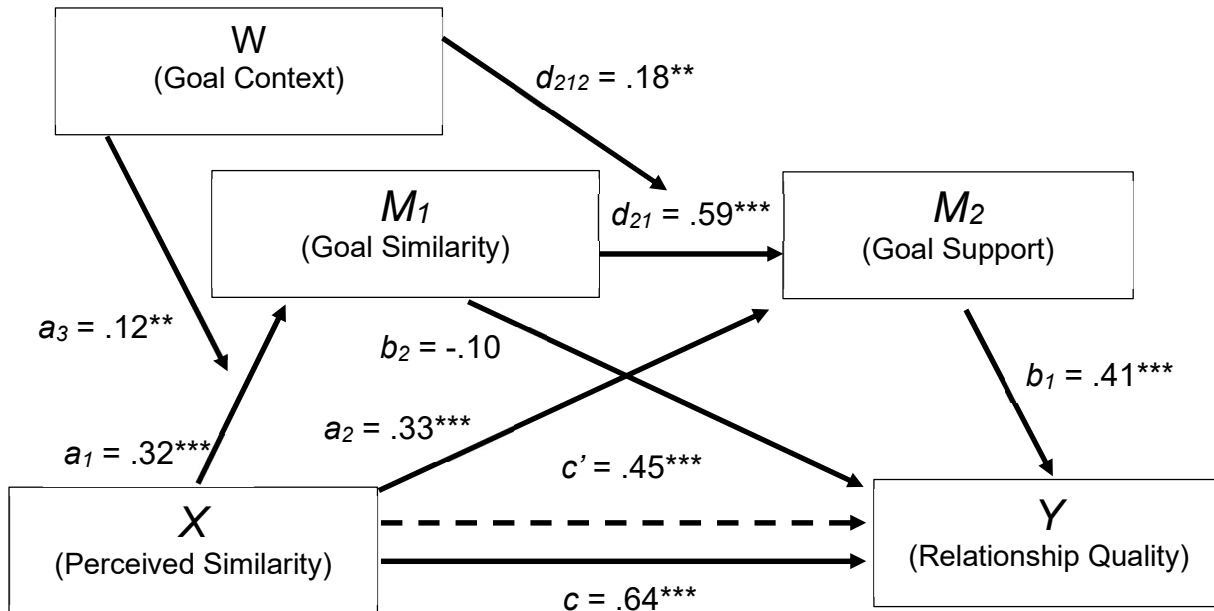 W
(Goal Context)
d212 = .18**
M1
(Goal Similarity)
d21 = .59***
M2
(Goal Support)
a3 = .12**
b2 = -.10
b1 = .41***
a1 = .32***
a2 = .33***
c’ = .45***
X
(Perceived Similarity)
Y
(Relationship Quality)
c = .64***